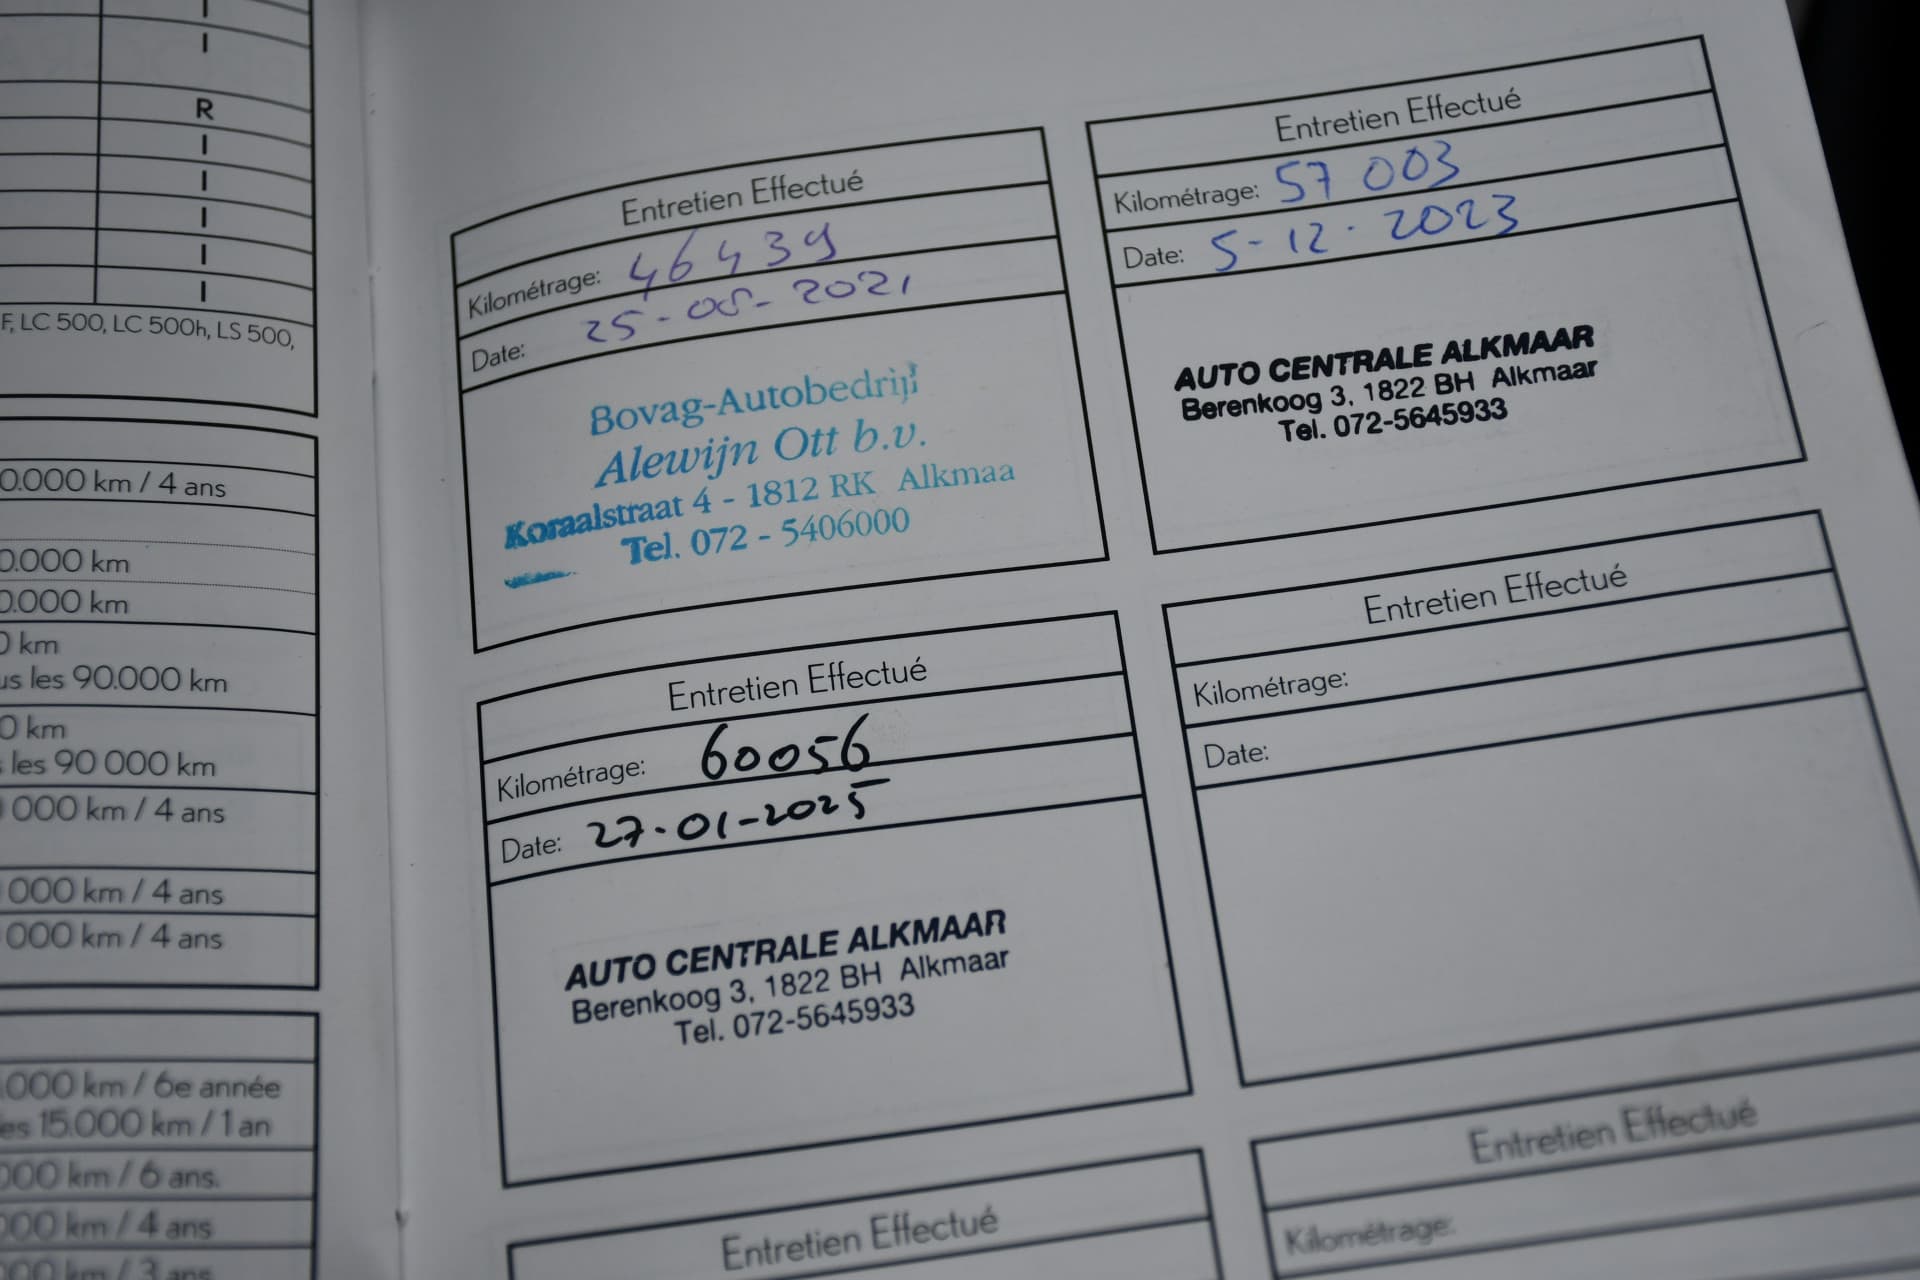 R
F, LC 500, LC 500h, LS 500,
0.000 km / 4 ans
0.000 km
0.000 km
0 km
us les 90.000 km
0 km
les 90 000 km
000 km / 4 ans
000 km / 4 ans
000 km / 4 ans
.000 km / 6e année
es 15.000 km / 1 an
000 km / 6 ans.
000 km / 4 ans
000 km / 3 ans
Entretien Effectué
Kilométrage: 46439
Date: 25-05-2021
Bovag-Autobedrijf
Alewijn Ott b.v.
Koraalstraat 4 - 1812 RK Alkmaa
Tel. 072 - 5406000
Entretien Effectué
Kilométrage: 57 003
Date: 5-12-2023
AUTO CENTRALE ALKMAAR
Berenkoog 3, 1822 BH Alkmaar
Tel. 072-5645933
Entretien Effectué
Kilométrage: 60056
Date: 27-01-2025
AUTO CENTRALE ALKMAAR
Berenkoog 3, 1822 BH Alkmaar
Tel. 072-5645933
Entretien Effectué
Kilométrage:
Date:
Entretien Effectué
Entretien Effectué
Kilométrage: